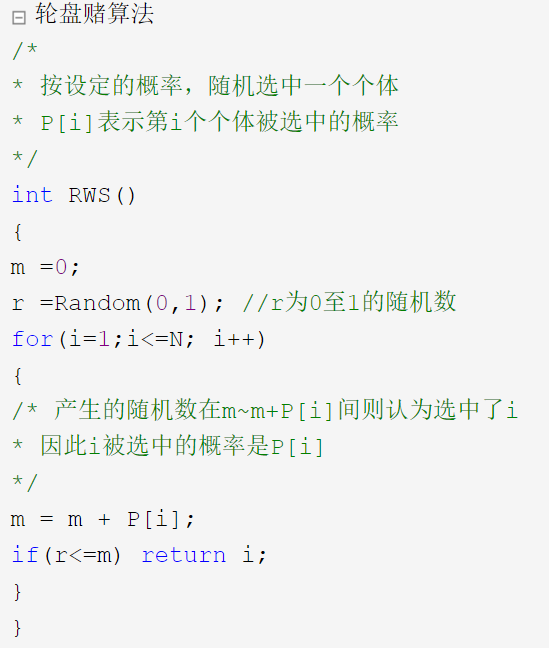 轮盘赌算法
/*
* 按设定的概率，随机选中一个个体
* P[i]表示第i个个体被选中的概率
*/
int RWS()
{
m =0;
r =Random(0,1); //r为0至1的随机数
for(i=1;i<=N; i++)
{
/* 产生的随机数在m~m+P[i]间则认为选中了i
* 因此i被选中的概率是P[i]
*/
m = m + P[i];
if(r<=m) return i;
}
}